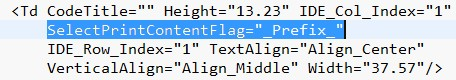 <Td CodeTitle="" Height="13.23" IDE_Col_Index="1"
SelectPrintContentFlag="_Prefix_"
IDE_Row_Index="1" TextAlign="Align_Center"
VerticalAlign="Align_Middle" Width="37.57"/>